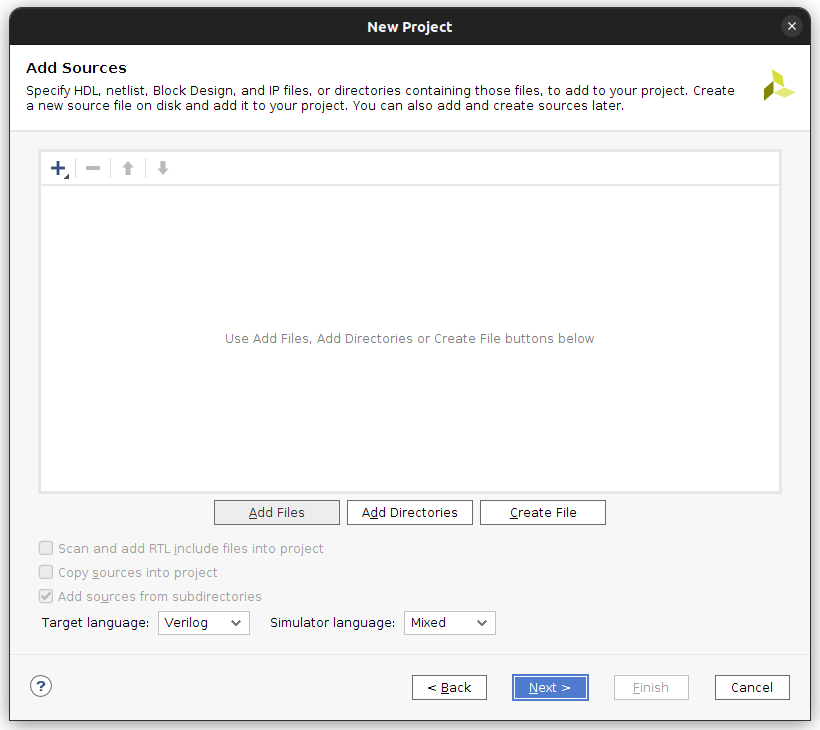 New Project
Add Sources
Specify HDL, netlist, Block Design, and IP files, or directories containing those files, to add to your project. Create
a new source file on disk and add it to your project. You can also add and create sources later.
Use Add Files, Add Directories or Create File buttons below
Add Files
Add Directories
Create File
Scan and add RTL include files into project
Copy sources into project
Add sources from subdirectories
Target language: Verilog Simulator language: Mixed
? < Back Next > Finish Cancel